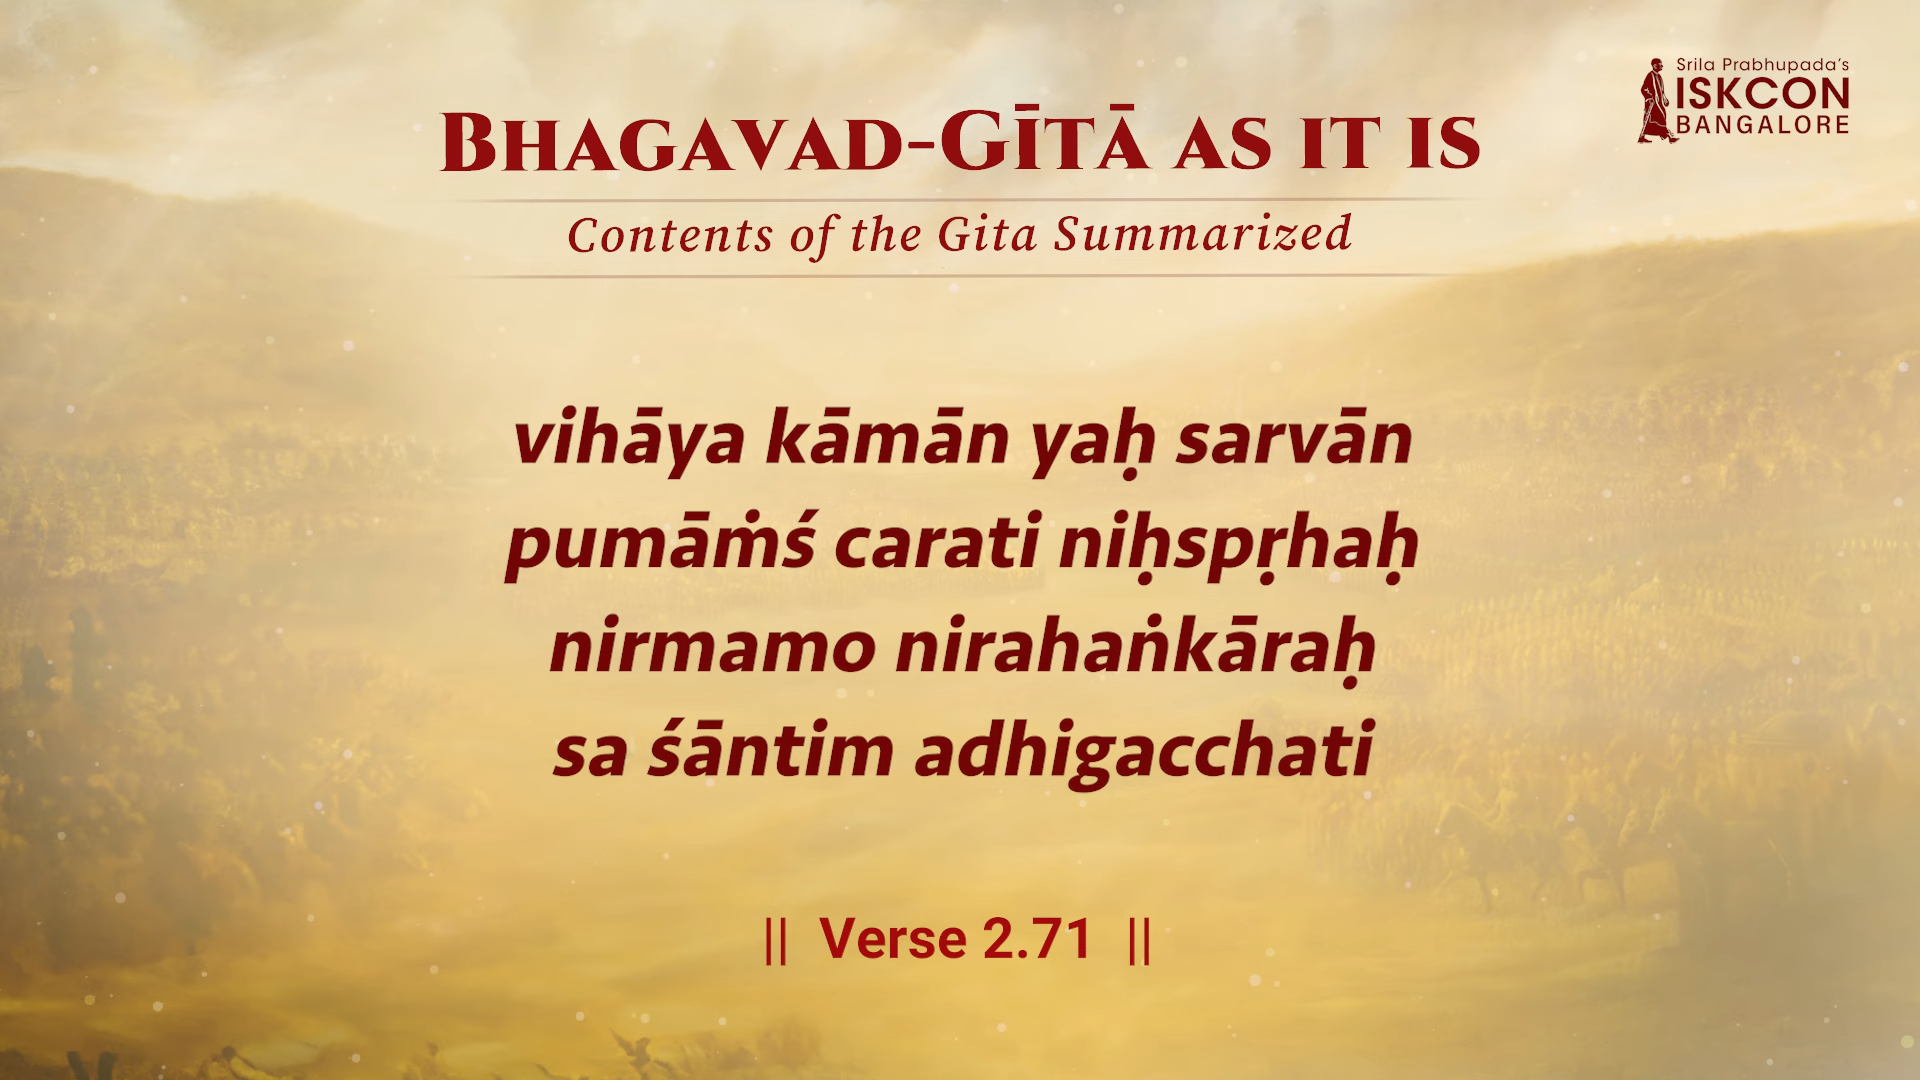 Srila Prabhupada's
ISKCON
BANGALORE
Bhagavad-Gītā as it is
Contents of the Gita Summarized
vihāya kāmān yaḥ sarvān
pumāṁś carati niḥspṛhaḥ
nirmamo nirahaṅkāraḥ
sa śāntim adhigacchati
|| Verse 2.71 ||